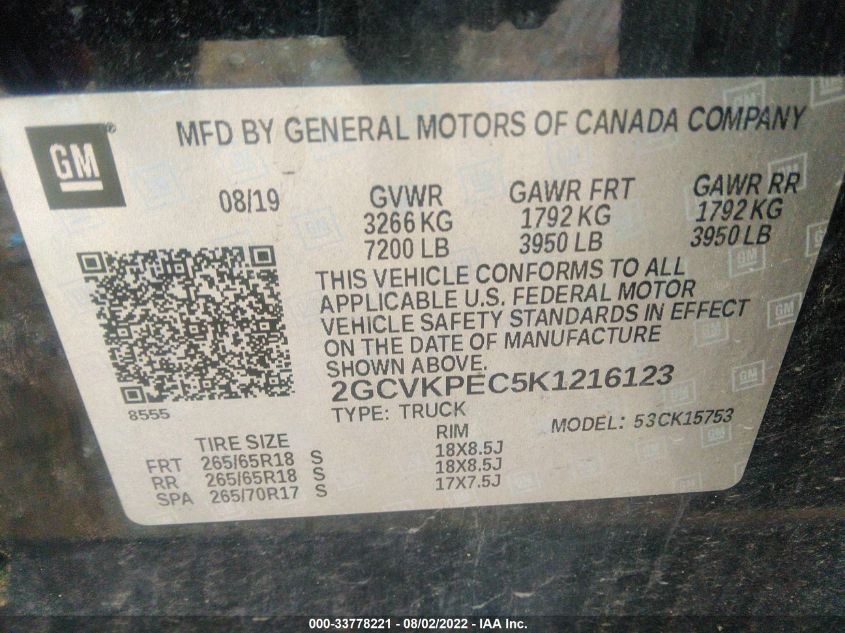 GM
MFD BY GENERAL MOTORS OF CANADA COMPANY
08/19 GVWR GAWR FRT GAWR RR
3266 KG 1792 KG 1792 KG
7200 LB 3950 LB 3950 LB
THIS VEHICLE CONFORMS TO ALL
APPLICABLE U.S. FEDERAL MOTOR
VEHICLE SAFETY STANDARDS IN EFFECT
ON THE DATE OF MANUFACTURE
SHOWN ABOVE.
2GCVKPEC5K1216123
8555
TYPE: TRUCK MODEL: 53CK15753
TIRE SIZE RIM
FRT 265/65R18 S 18X8.5J
RR 265/65R18 S 18X8.5J
SPA 265/70R17 S 17X7.5J
000-33778221 - 08/02/2022 - IAA Inc.